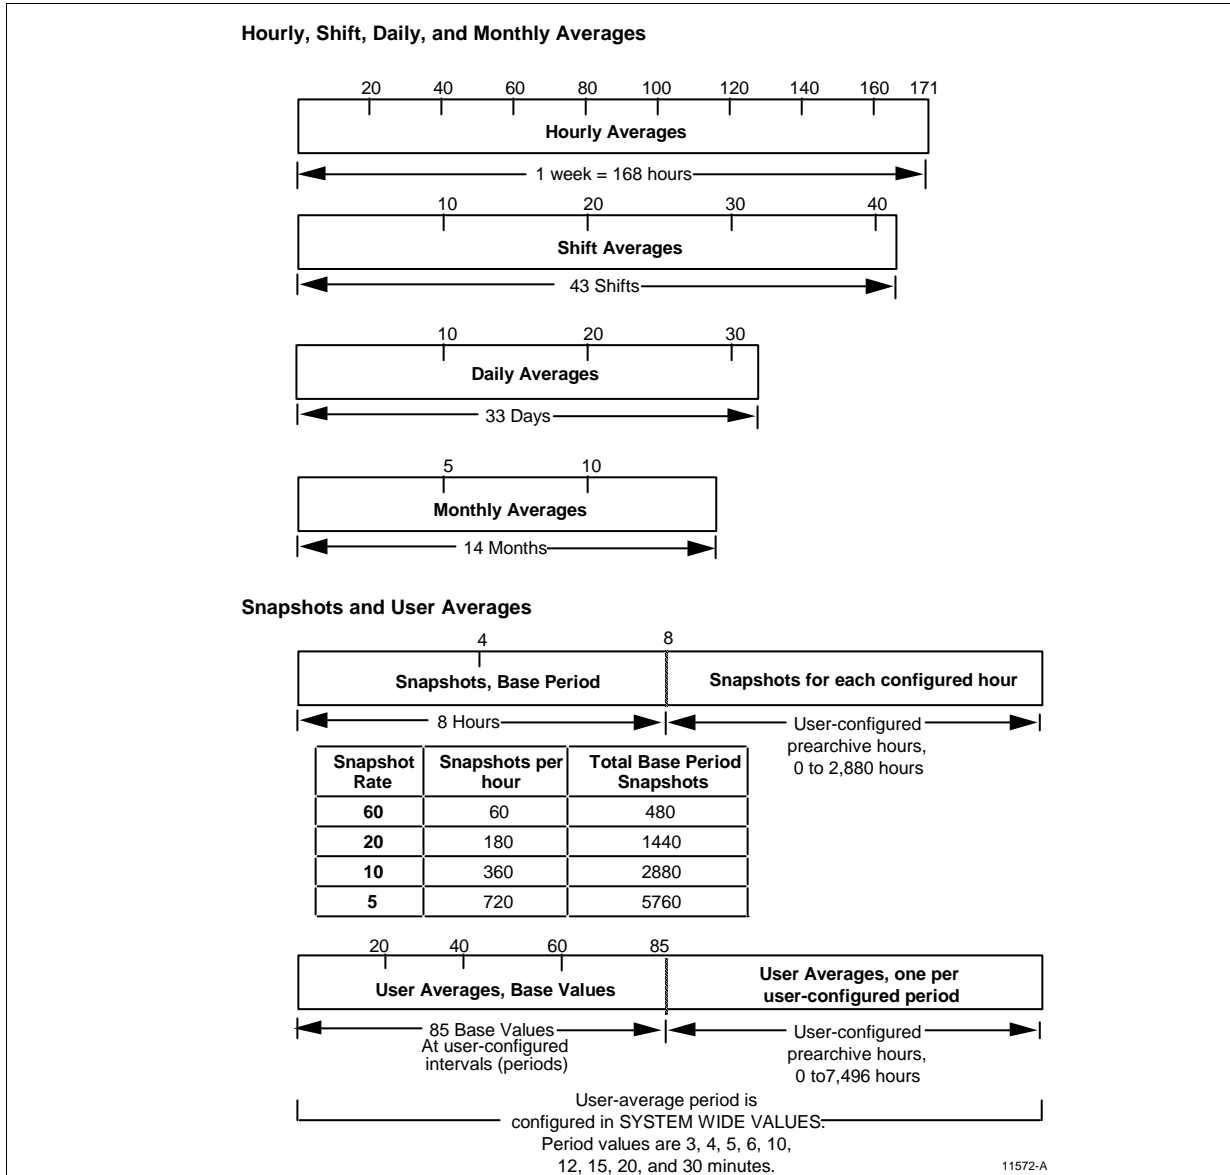 Hourly, Shift, Daily, and Monthly Averages
20 40 60 80 100 120 140 160 171
Hourly Averages
1 week = 168 hours
10 20 30 40
Shift Averages
43 Shifts
10 20 30
Daily Averages
33 Days
5 10
Monthly Averages
14 Months
Snapshots and User Averages
4 8
Snapshots, Base Period
Snapshots for each configured hour
8 Hours
User-configured
prearchive hours,
0 to 2,880 hours
Snapshot Rate Snapshots per hour Total Base Period Snapshots
60 60 480
20 180 1440
10 360 2880
5 720 5760
20 40 60 85
User Averages, Base Values
User Averages, one per
user-configured period
85 Base Values
At user-configured
intervals (periods)
User-configured
prearchive hours,
0 to7,496 hours
User-average period is
configured in SYSTEM WIDE VALUES.
Period values are 3, 4, 5, 6, 10,
12, 15, 20, and 30 minutes.
11572-A